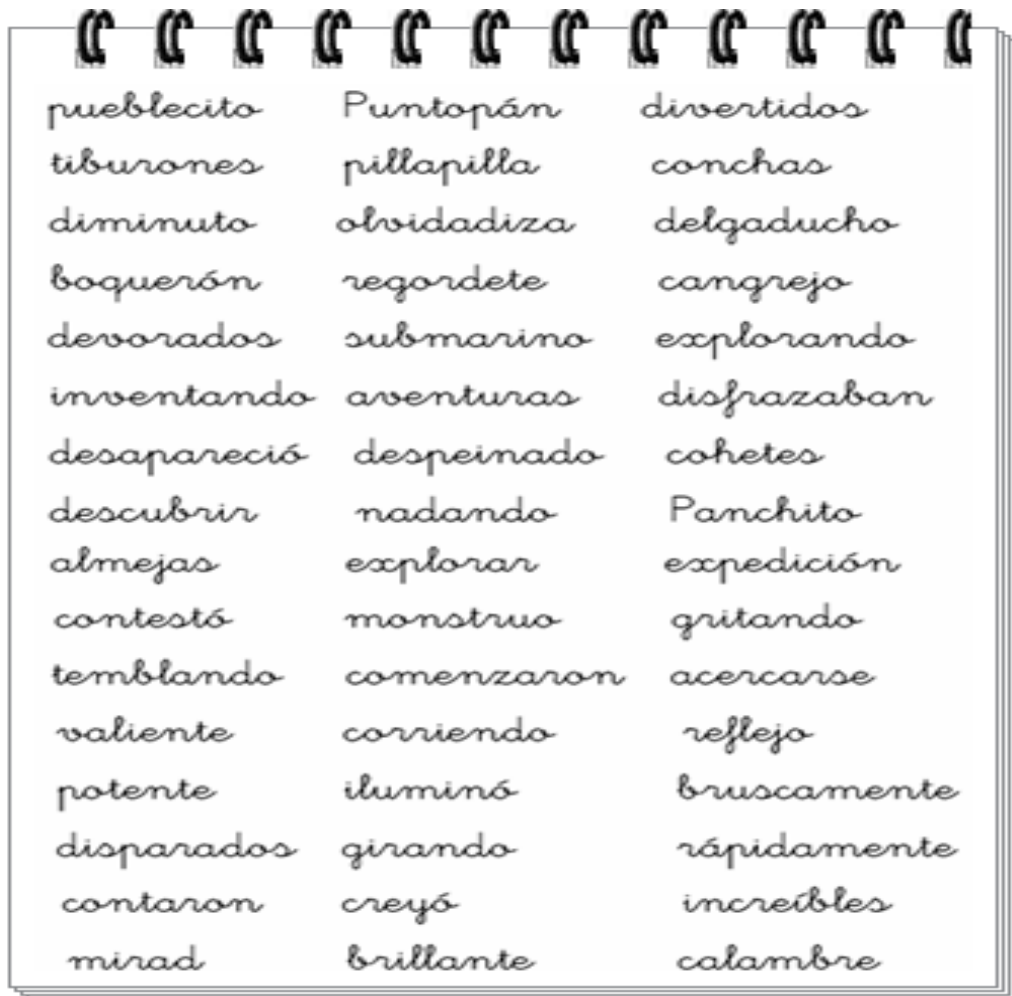 pueblecito Puntopán divertidos
tiburones pillapilla conchas
diminuto olvidadiza delgaducho
boquerón regordete cangrejo
devorados submarino explorando
inventando aventuras disfrazaban
desapareció despeinado cohetes
descubrir nadando Panchito
almejas explorar expedición
contestó monstruo gritando
temblando comenzaron acercarse
valiente corriendo reflejo
potente iluminó bruscamente
disparados girando rápidamente
contaron creyó increíbles
mirad brillante calambre